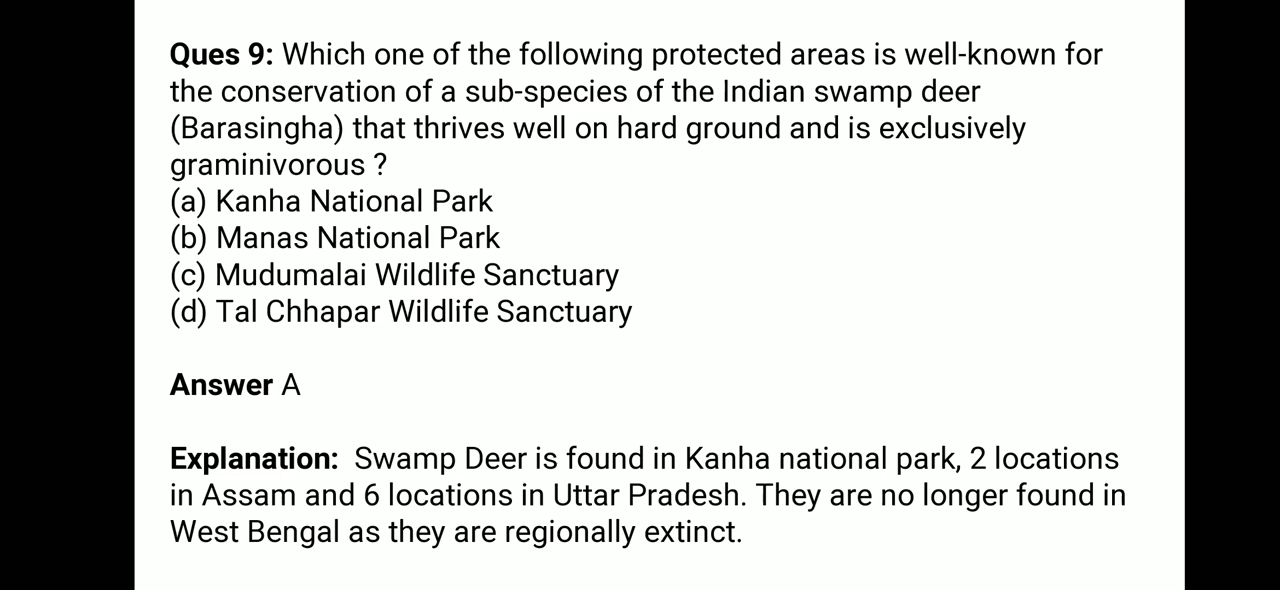 Ques 9: Which one of the following protected areas is well-known for
the conservation of a sub-species of the Indian swamp deer
(Barasingha) that thrives well on hard ground and is exclusively
graminivorous ?
(a) Kanha National Park
(b) Manas National Park
(c) Mudumalai Wildlife Sanctuary
(d) Tal Chhapar Wildlife Sanctuary
Answer A
Explanation: Swamp Deer is found in Kanha national park, 2 locations
in Assam and 6 locations in Uttar Pradesh. They are no longer found in
West Bengal as they are regionally extinct.